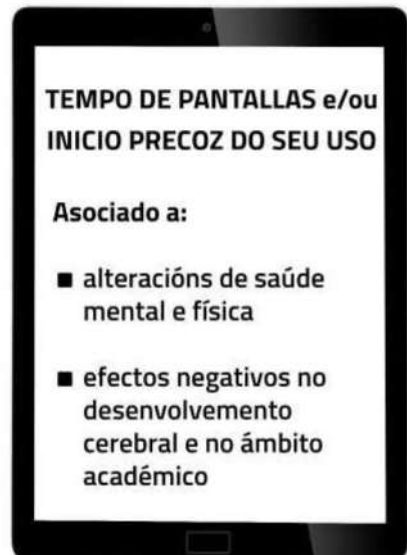 TEMPO DE PANTALLAS e/ou
INICIO PRECOZ DO SEU USO
Asociado a:
■ alteracións de saúde
mental e física
■ efectos negativos no
desenvolvemento
cerebral e no ámbito
académico